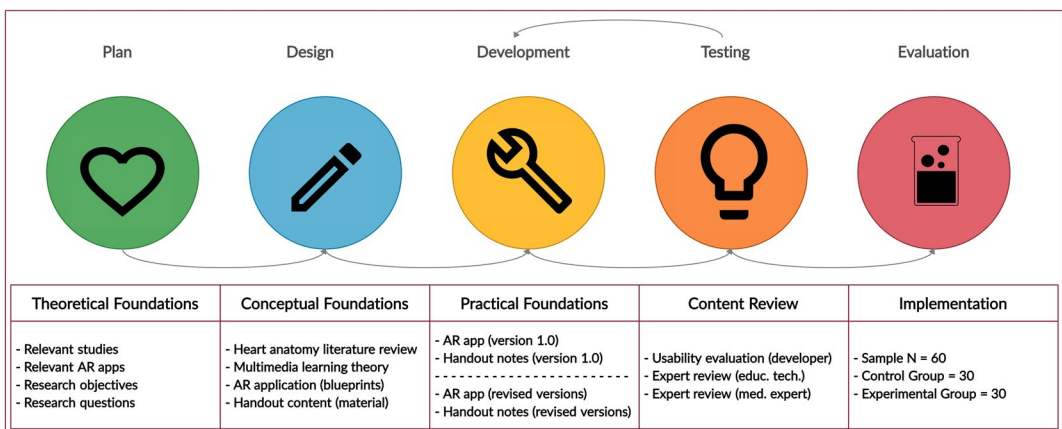 Plan
Design
Development
Testing
Evaluation
Theoretical Foundations
- Relevant studies
- Relevant AR apps
- Research objectives
- Research questions
Conceptual Foundations
- Heart anatomy literature review
- Multimedia learning theory
- AR application (blueprints)
- Handout content (material)
Practical Foundations
- AR app (version 1.0)
- Handout notes (version 1.0)
- - - - - - - - - - - - - - - - - - - - - -
- AR app (revised versions)
- Handout notes (revised versions)
Content Review
- Usability evaluation (developer)
- Expert review (educ. tech.)
- Expert review (med. expert)
Implementation
- Sample N = 60
- Control Group = 30
- Experimental Group = 30